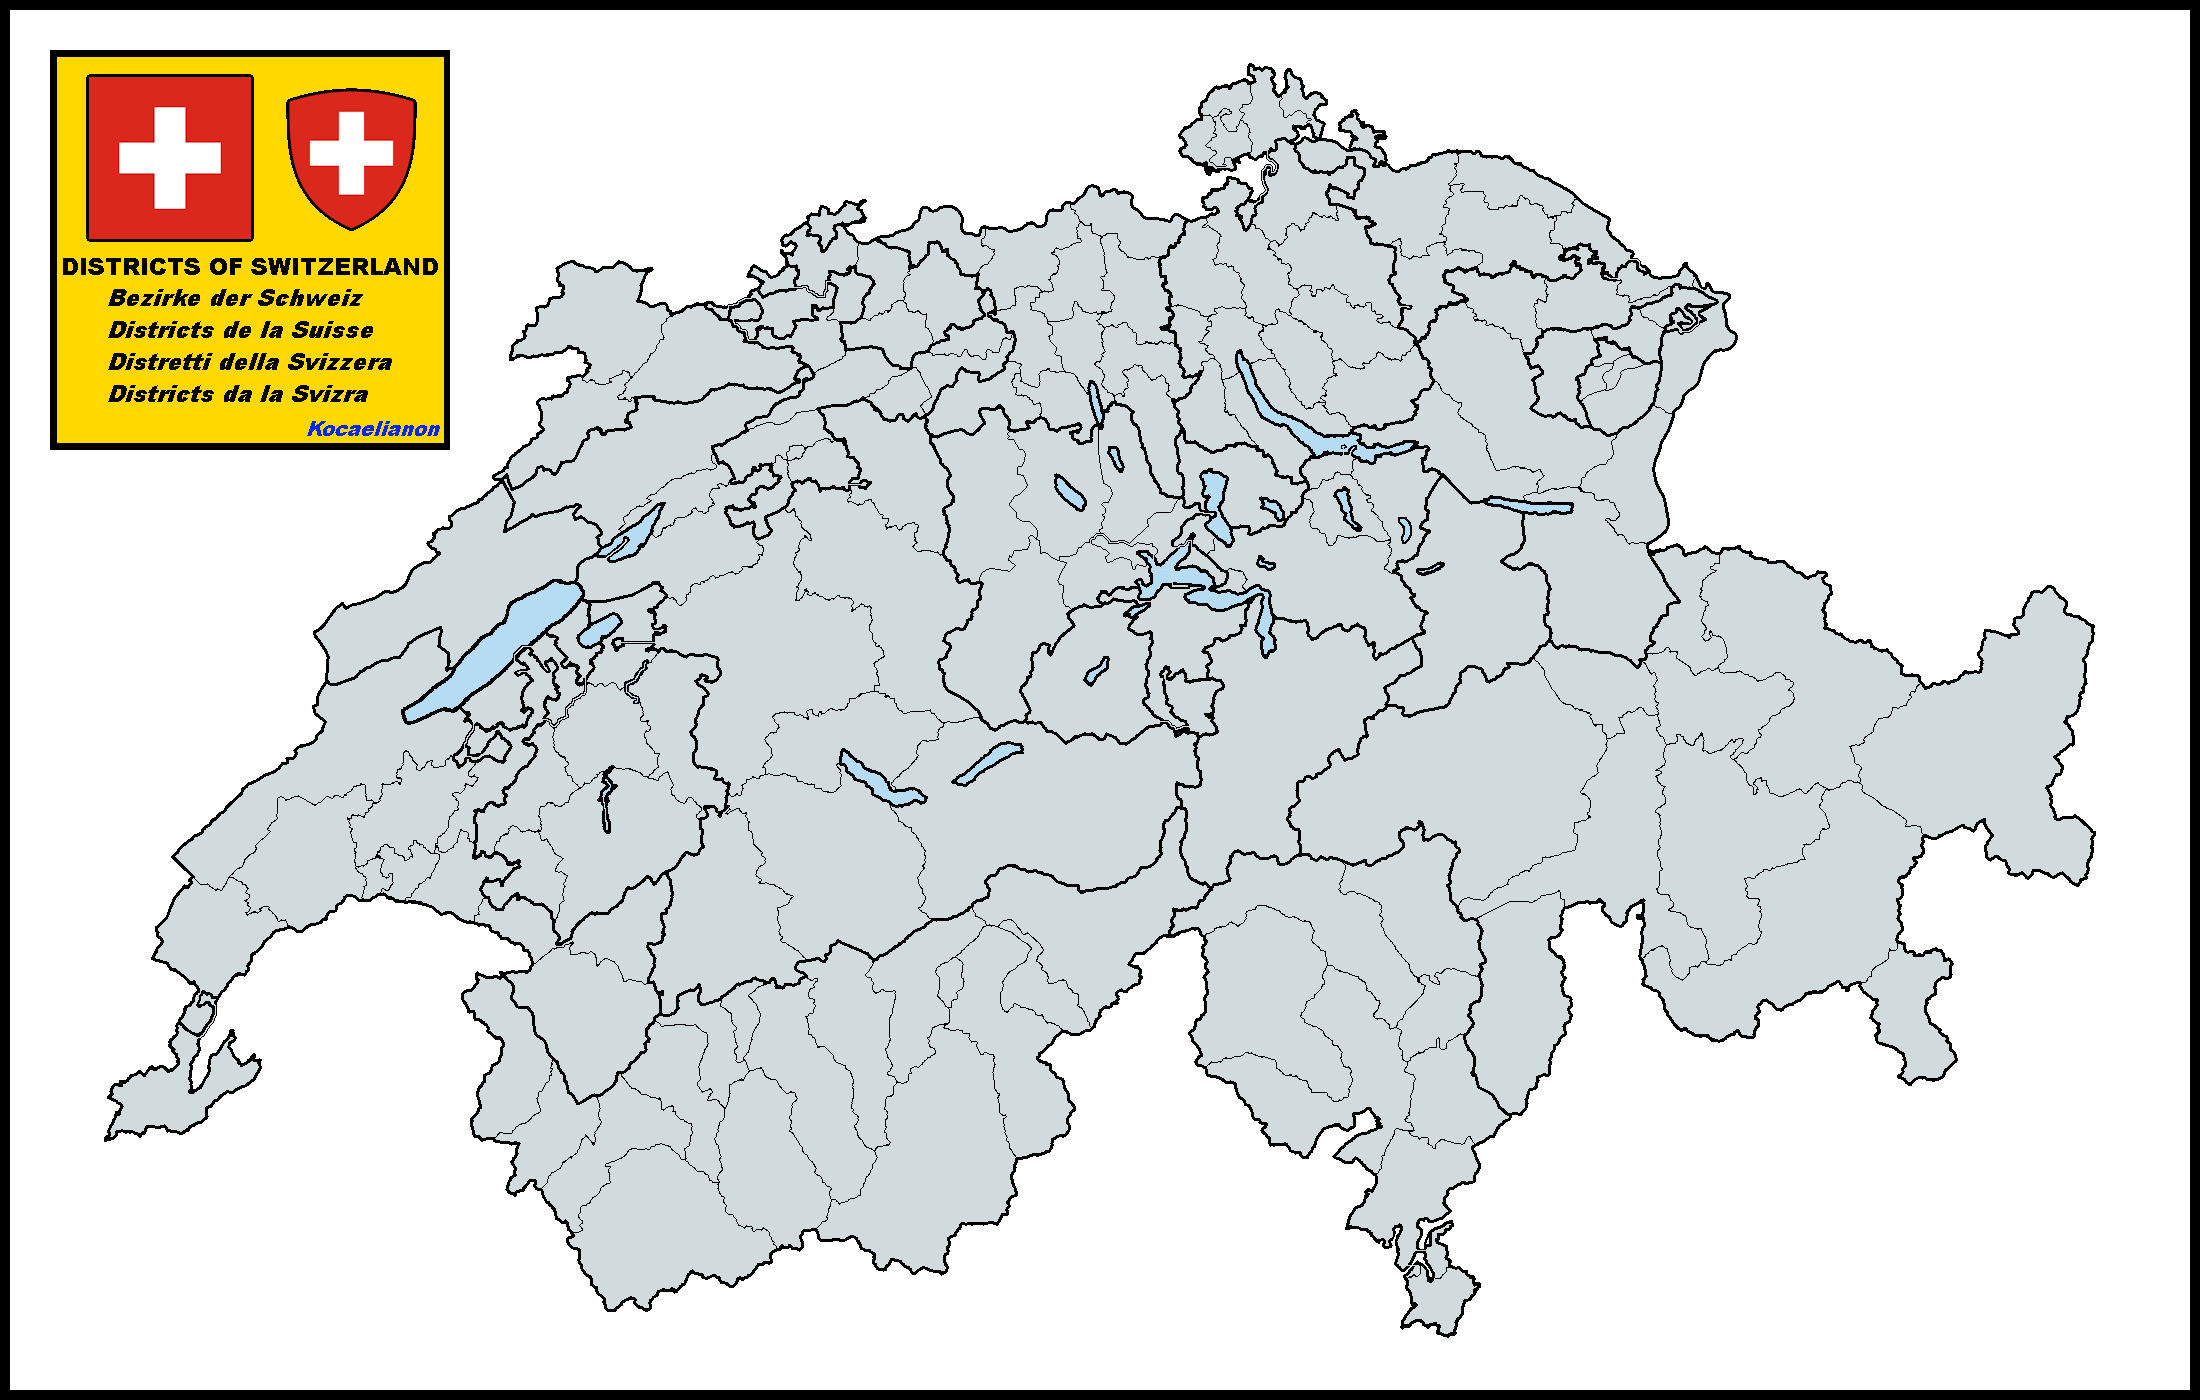 DISTRICTS OF SWITZERLAND
Bezirke der Schweiz
Districts de la Suisse
Distretti della Svizzera
Districts da la Svizra
Kocaelianon